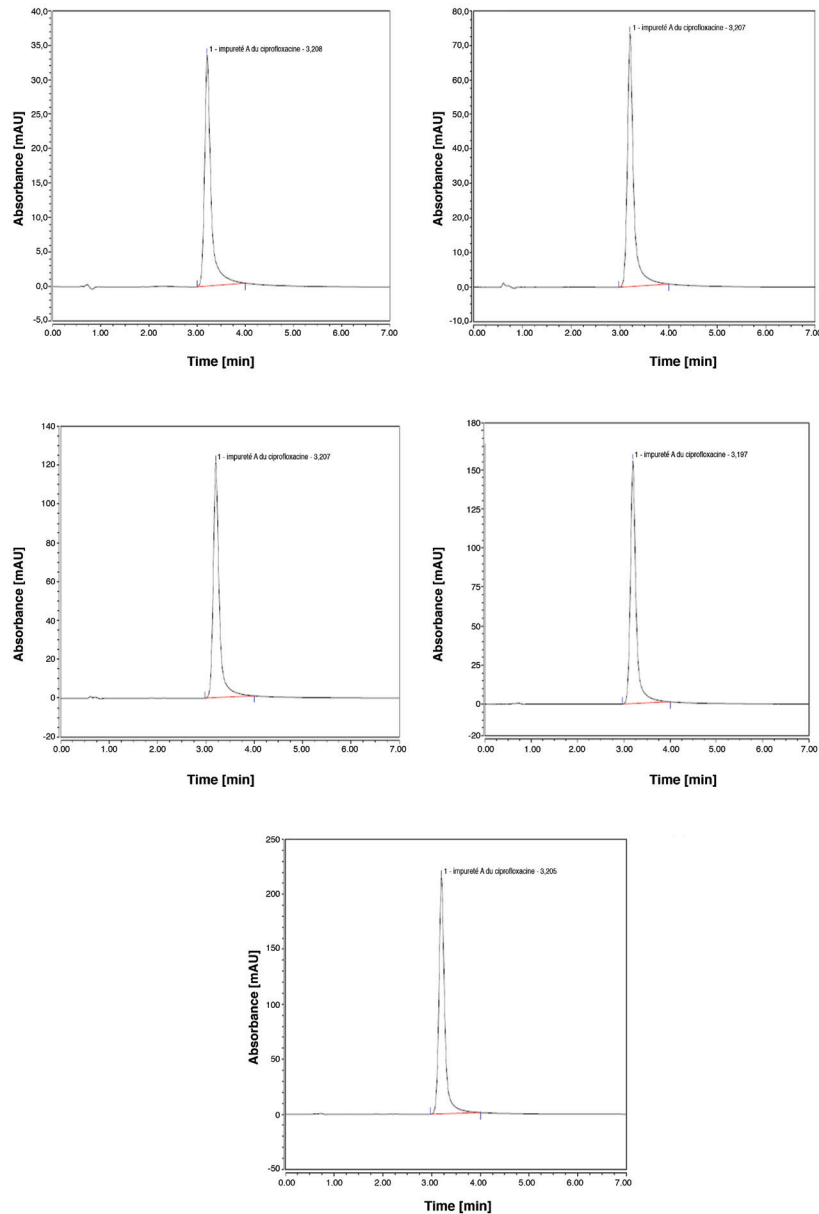 40,0
35,0
30,0
25,0
20,0
15,0
10,0
5,0
0,0
-5,0
Absorbance [mAU]
1 - impureté A du ciprofloxacine - 3,208
0.00 1.00 2.00 3.00 4.00 5.00 6.00 7.00
Time [min]
80,0
70,0
60,0
50,0
40,0
30,0
20,0
10,0
0,0
-10,0
Absorbance [mAU]
1 - impureté A du ciprofloxacine - 3,207
0.00 1.00 2.00 3.00 4.00 5.00 6.00 7.00
Time [min]
140
120
100
80
60
40
20
0
-20
Absorbance [mAU]
1 - impureté A du ciprofloxacine - 3,207
0.00 1.00 2.00 3.00 4.00 5.00 6.00 7.00
Time [min]
180
150
100
75
50
25
0
-20
Absorbance [mAU]
1 - impureté A du ciprofloxacine - 3,197
0.00 1.00 2.00 3.00 4.00 5.00 6.00 7.00
Time [min]
250
200
150
100
50
0
-50
Absorbance [mAU]
1 - impureté A du ciprofloxacine - 3,205
0.00 1.00 2.00 3.00 4.00 5.00 6.00 7.00
Time [min]